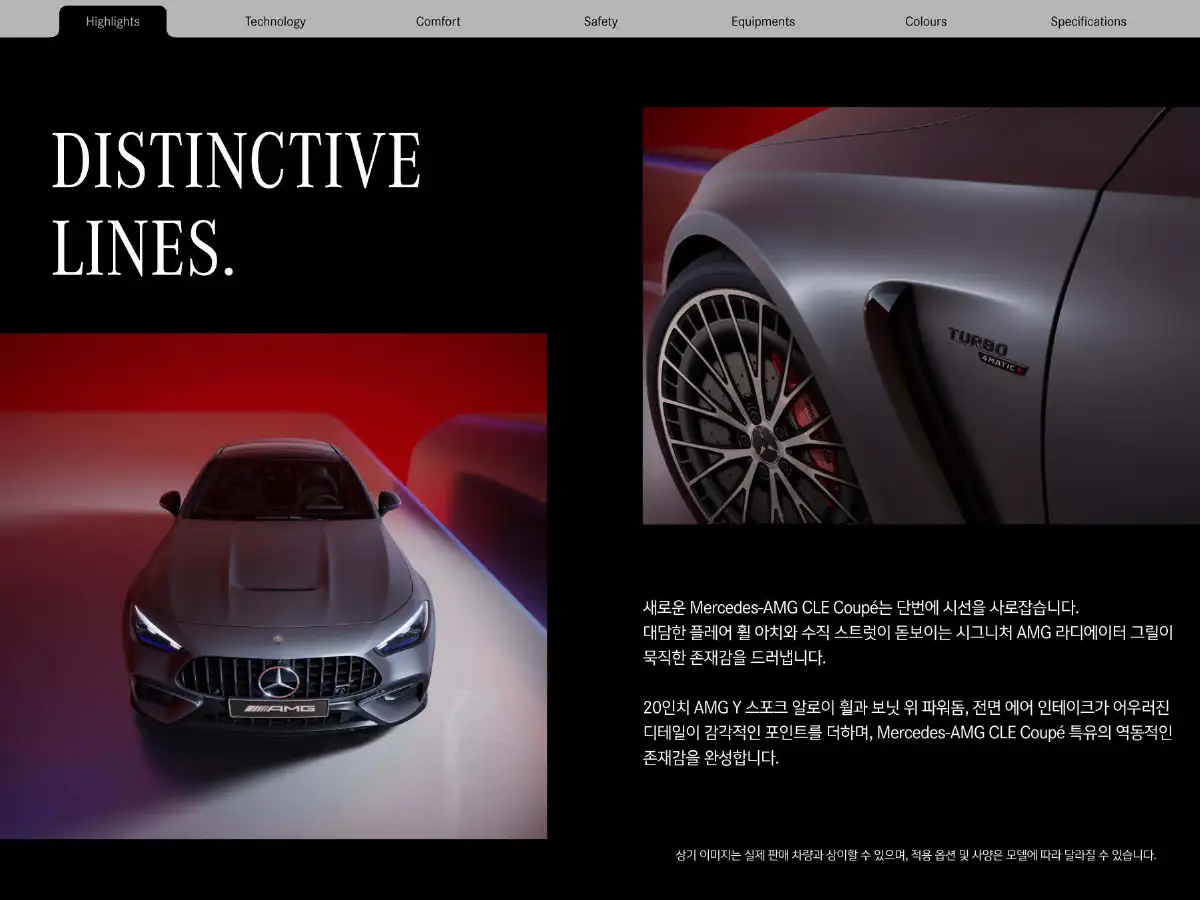 Highlights
Technology
Comfort
Safety
Equipments
Colours
Specifications
DISTINCTIVE
LINES.
TURBO
4MATIC+
AMG
새로운 Mercedes-AMG CLE Coupé는 단번에 시선을 사로잡습니다.
대담한 플레어 휠 아치와 수직 스트럿이 돋보이는 시그니처 AMG 라디에이터 그릴이
묵직한 존재감을 드러냅니다.
20인치 AMG Y 스포크 알로이 휠과 보닛 위 파워돔, 전면 에어 인테이크가 어우러진
디테일이 감각적인 포인트를 더하며, Mercedes-AMG CLE Coupé 특유의 역동적인
존재감을 완성합니다.
상기 이미지는 실제 판매 차량과 상이할 수 있으며, 적용 옵션 및 사양은 모델에 따라 달라질 수 있습니다.